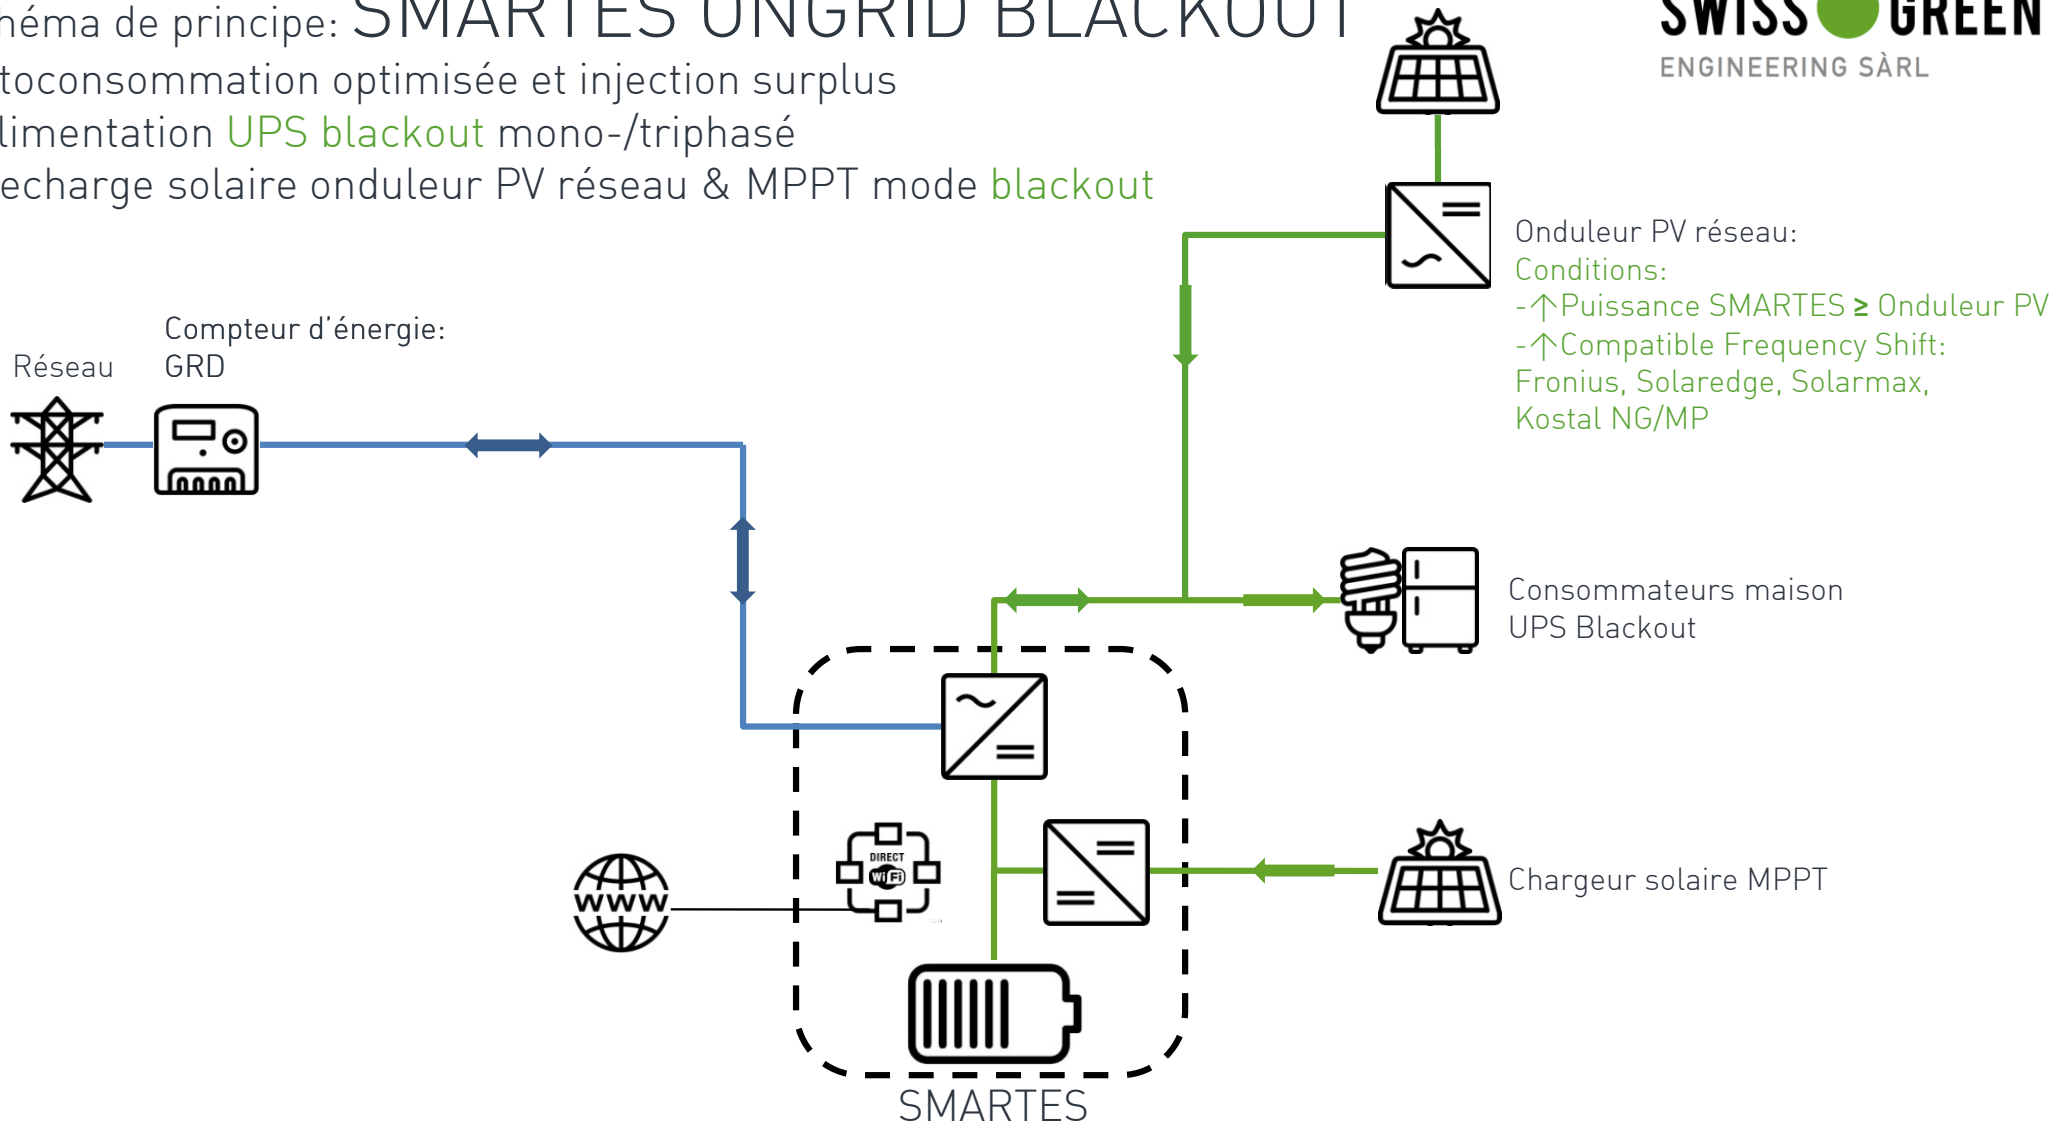 héma de principe: SMARTES ONGRID BLACKOUT
toconsommation optimisée et injection surplus
limentation UPS blackout mono-/triphasé
echarge solaire onduleur PV réseau & MPPT mode blackout
SWISS GREEN
ENGINEERING SÀRL
Onduleur PV réseau:
Conditions:
-↑Puissance SMARTES ≥ Onduleur PV
-↑Compatible Frequency Shift:
Fronius, Solaredge, Solarmax,
Kostal NG/MP
Compteur d'énergie:
Réseau GRD
Consommateurs maison
UPS Blackout
DIRECT
WiFi
WWW
Chargeur solaire MPPT
SMARTES